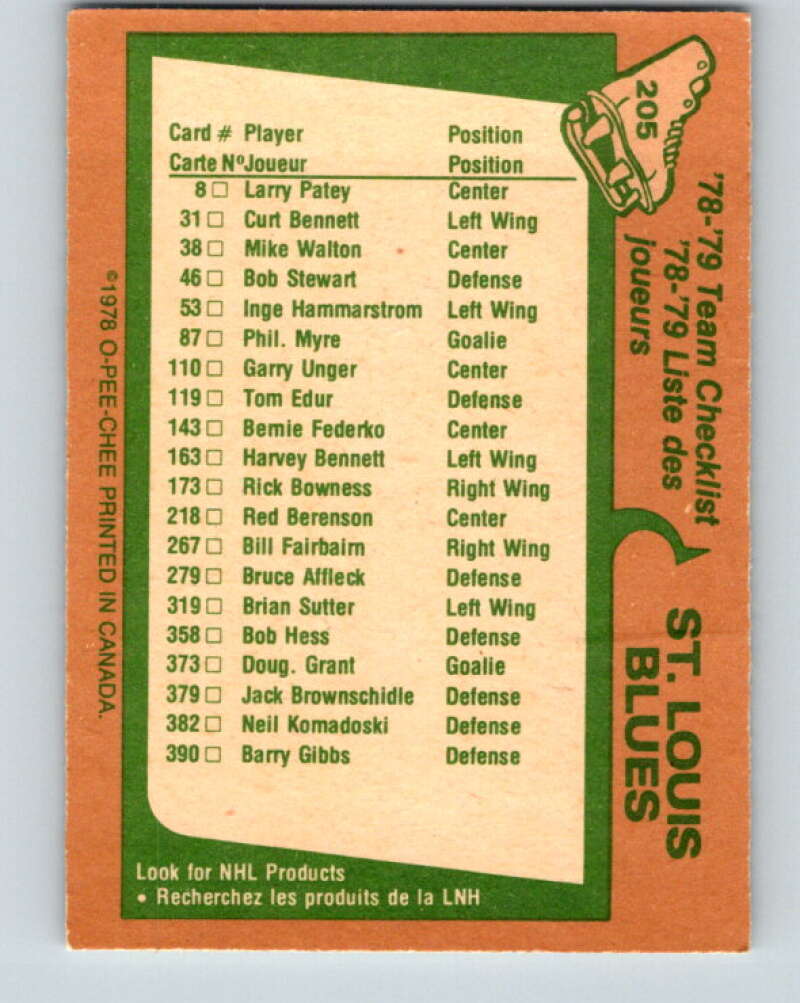 205
'78-'79 Team Checklist
'78-'79 Liste des
joueurs
ST. LOUIS
BLUES
Card # Player Position
Carte Nº Joueur Position
8 □ Larry Patey Center
31 □ Curt Bennett Left Wing
38 □ Mike Walton Center
46 □ Bob Stewart Defense
53 □ Inge Hammarstrom Left Wing
87 □ Phil. Myre Goalie
110 □ Garry Unger Center
119 □ Tom Edur Defense
143 □ Bernie Federko Center
163 □ Harvey Bennett Left Wing
173 □ Rick Bowness Right Wing
218 □ Red Berenson Center
267 □ Bill Fairbairn Right Wing
279 □ Bruce Affleck Defense
319 □ Brian Sutter Left Wing
358 □ Bob Hess Defense
373 □ Doug. Grant Goalie
379 □ Jack Brownschidle Defense
382 □ Neil Komadoski Defense
390 □ Barry Gibbs Defense
Look for NHL Products
• Recherchez les produits de la LNH
©1978 O-PEE-CHEE PRINTED IN CANADA.